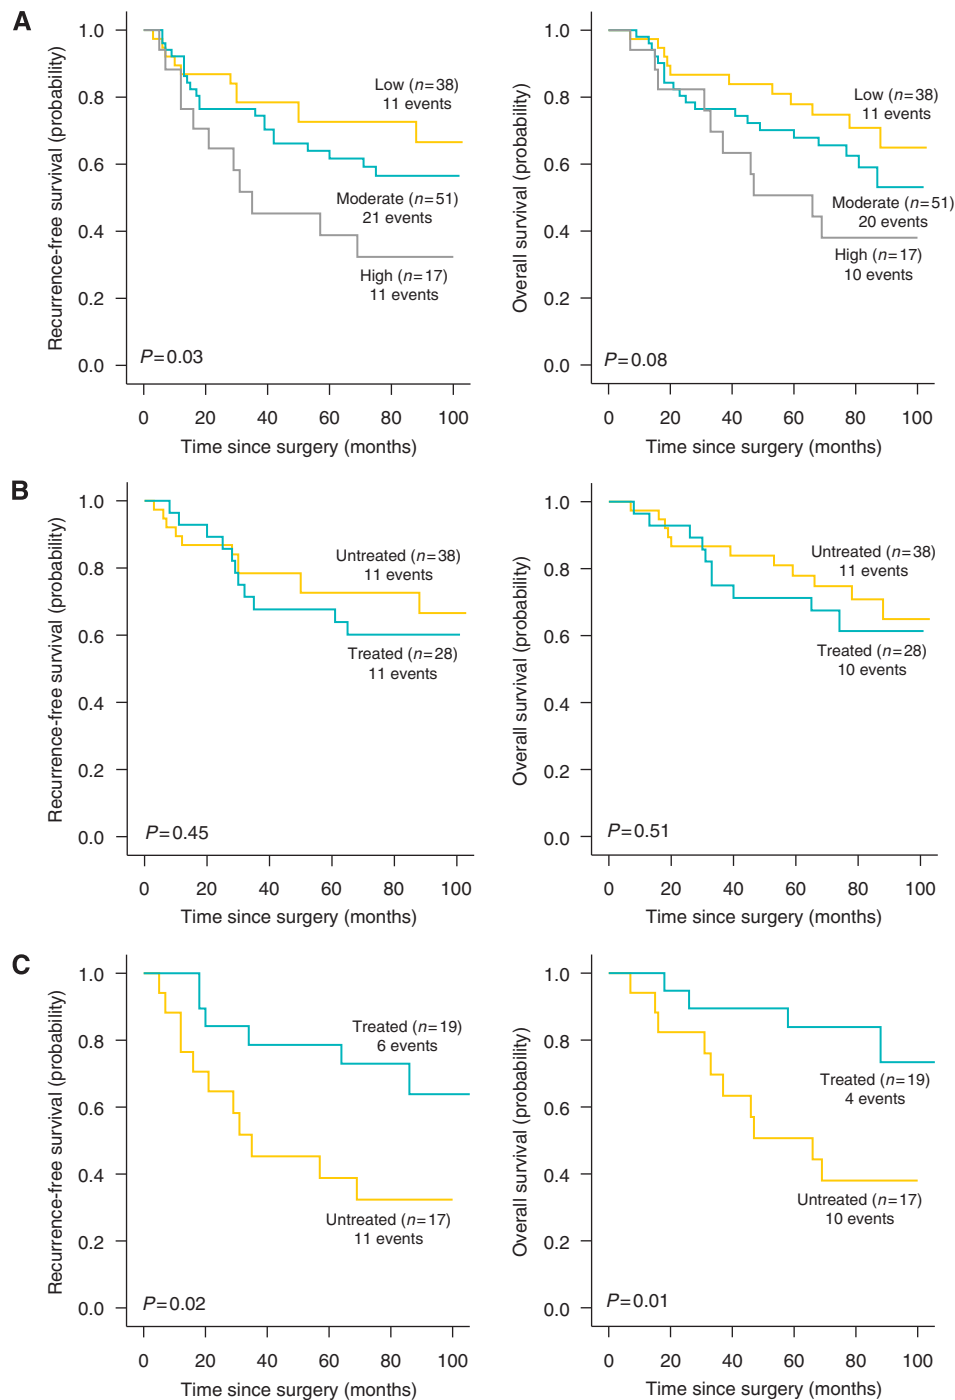 A
Recurrence-free survival (probability)
1.0
0.8
0.6
0.4
0.2
0.0
Low (n=38)
11 events
Moderate (n=51)
21 events
High (n=17)
11 events
P=0.03
0 20 40 60 80 100
Time since surgery (months)
Overall survival (probability)
1.0
0.8
0.6
0.4
0.2
0.0
Low (n=38)
11 events
Moderate (n=51)
20 events
High (n=17)
10 events
P=0.08
0 20 40 60 80 100
Time since surgery (months)
B
Recurrence-free survival (probability)
1.0
0.8
0.6
0.4
0.2
0.0
Untreated (n=38)
11 events
Treated (n=28)
11 events
P=0.45
0 20 40 60 80 100
Time since surgery (months)
Overall survival (probability)
1.0
0.8
0.6
0.4
0.2
0.0
Untreated (n=38)
11 events
Treated (n=28)
10 events
P=0.51
0 20 40 60 80 100
Time since surgery (months)
C
Recurrence-free survival (probability)
1.0
0.8
0.6
0.4
0.2
0.0
Treated (n=19)
6 events
Untreated (n=17)
11 events
P=0.02
0 20 40 60 80 100
Time since surgery (months)
Overall survival (probability)
1.0
0.8
0.6
0.4
0.2
0.0
Treated (n=19)
4 events
Untreated (n=17)
10 events
P=0.01
0 20 40 60 80 100
Time since surgery (months)